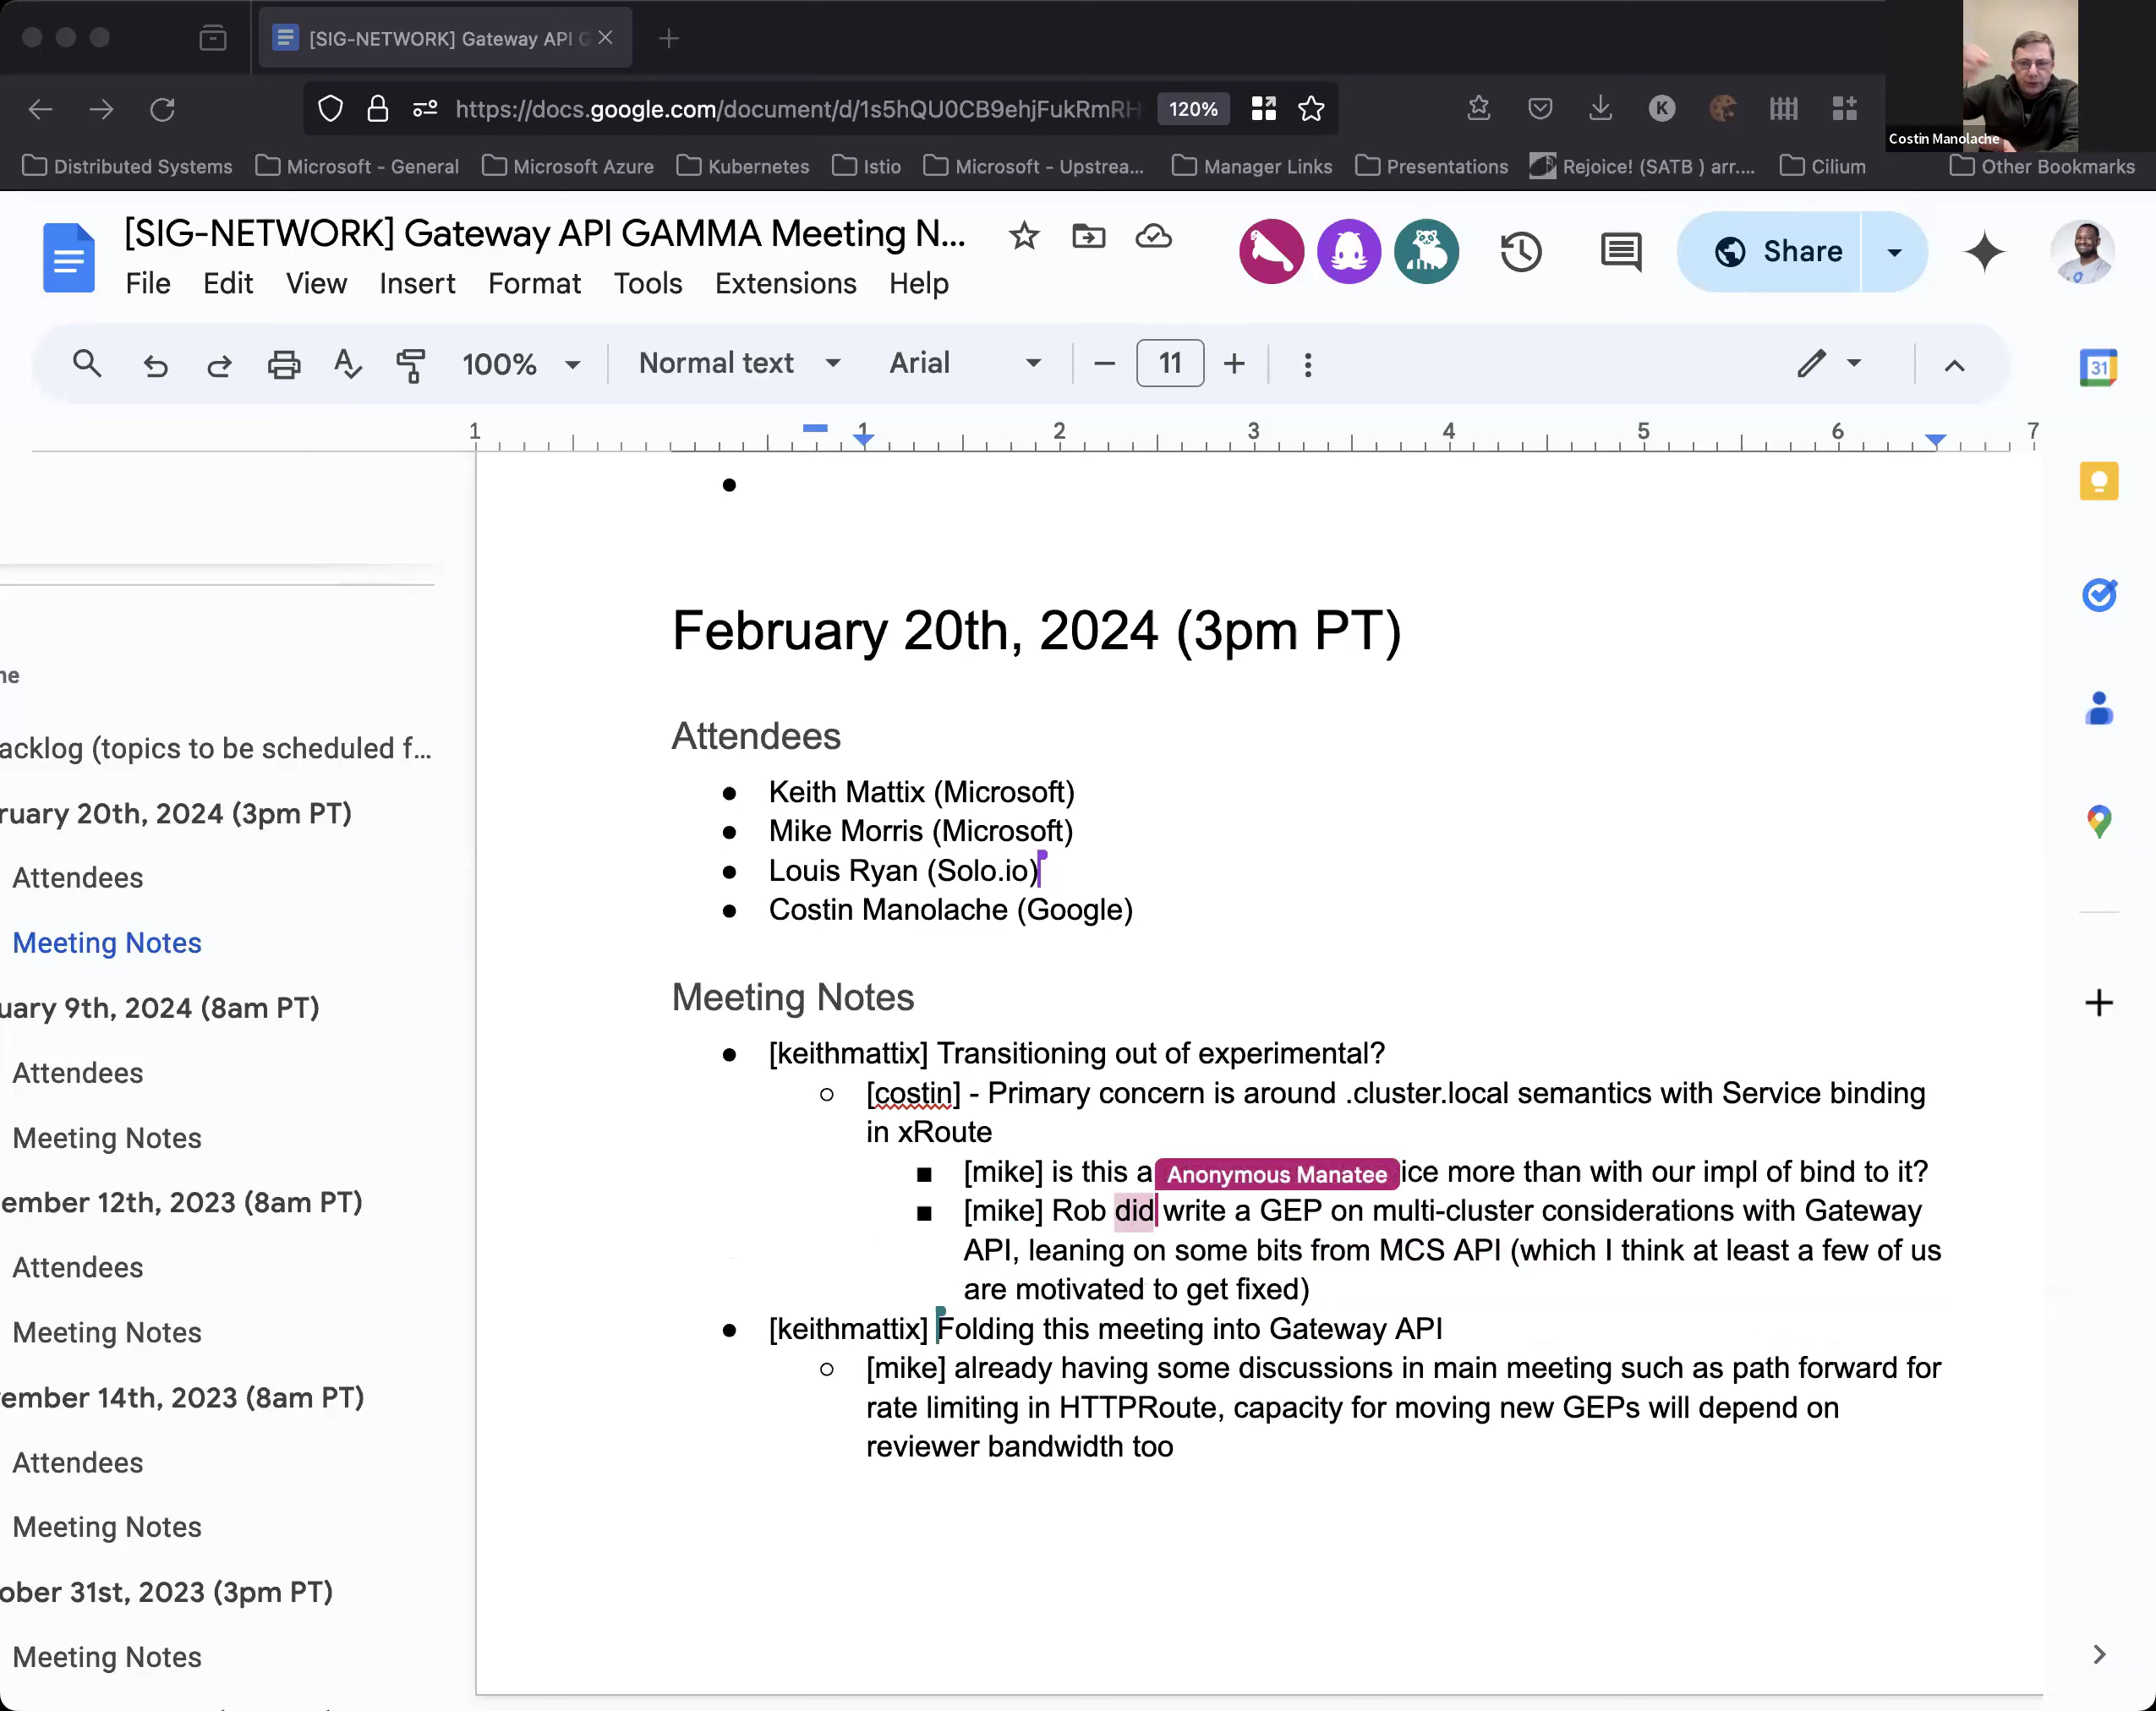 [SIG-NETWORK] Gateway API G
https://docs.google.com/document/d/1s5hQU0CB9ehjFukRmRH
120%
K
Costin Manolache
Distributed Systems
Microsoft - General
Microsoft Azure
Kubernetes
Istio
Microsoft - Upstrea...
Manager Links
Presentations
Rejoice! (SATB ) arr....
Cilium
Other Bookmarks
[SIG-NETWORK] Gateway API GAMMA Meeting N...
Share
File Edit View Insert Format Tools Extensions Help
100%
Normal text
Arial
11
31
1 1 2 3 4 5 6 7
February 20th, 2024 (3pm PT)
Attendees
Keith Mattix (Microsoft)
Mike Morris (Microsoft)
Louis Ryan (Solo.io)
Costin Manolache (Google)
Meeting Notes
[keithmattix] Transitioning out of experimental?
[costin] - Primary concern is around .cluster.local semantics with Service binding
in xRoute
[mike] is this a Anonymous Manatee ice more than with our impl of bind to it?
[mike] Rob did write a GEP on multi-cluster considerations with Gateway
API, leaning on some bits from MCS API (which I think at least a few of us
are motivated to get fixed)
[keithmattix] Folding this meeting into Gateway API
[mike] already having some discussions in main meeting such as path forward for
rate limiting in HTTPRoute, capacity for moving new GEPs will depend on
reviewer bandwidth too
ne
acklog (topics to be scheduled f...
ruary 20th, 2024 (3pm PT)
Attendees
Meeting Notes
uary 9th, 2024 (8am PT)
Attendees
Meeting Notes
ember 12th, 2023 (8am PT)
Attendees
Meeting Notes
ember 14th, 2023 (8am PT)
Attendees
Meeting Notes
ober 31st, 2023 (3pm PT)
Meeting Notes